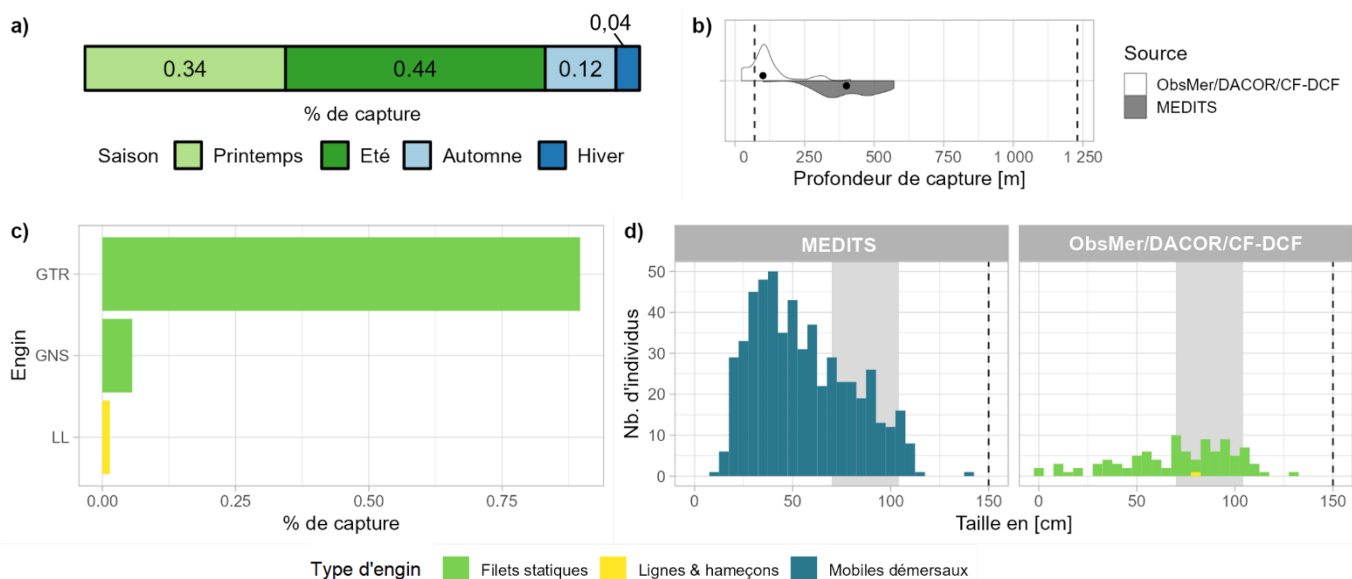 a)
0,04
0.34 0.44 0.12
% de capture
Saison Printemps Eté Automne Hiver
b)
0 250 500 750 1 000 1 250
Profondeur de capture [m]
Source
ObsMer/DACOR/CF-DCF
MEDITS
c)
Engin
GTR
GNS
LL
0.00 0.25 0.50 0.75
% de capture
d)
MEDITS ObsMer/DACOR/CF-DCF
Nb. d'individus
50
40
30
20
10
0
0 50 100 150 0 50 100 150
Taille en [cm]
Type d'engin Filets statiques Lignes & hameçons Mobiles démersaux